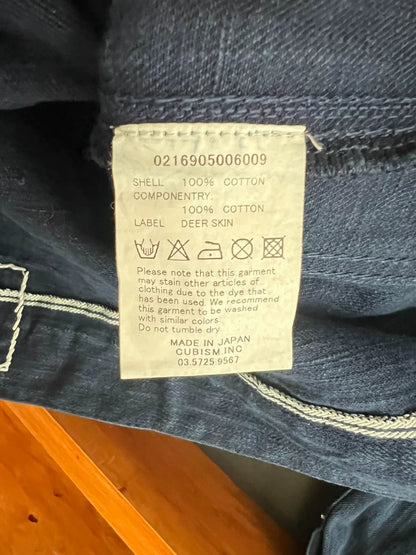 0216905006009
SHELL 100% COTTON
COMPONENTRY:
100% COTTON
LABEL DEER SKIN
Please note that this garment
may stain other articles of
clothing due to the dye that
has been used. We recommend
this garment to be washed
with similar colors.
Do not tumble dry.
MADE IN JAPAN
CUBISM.INC
03.5725.9567